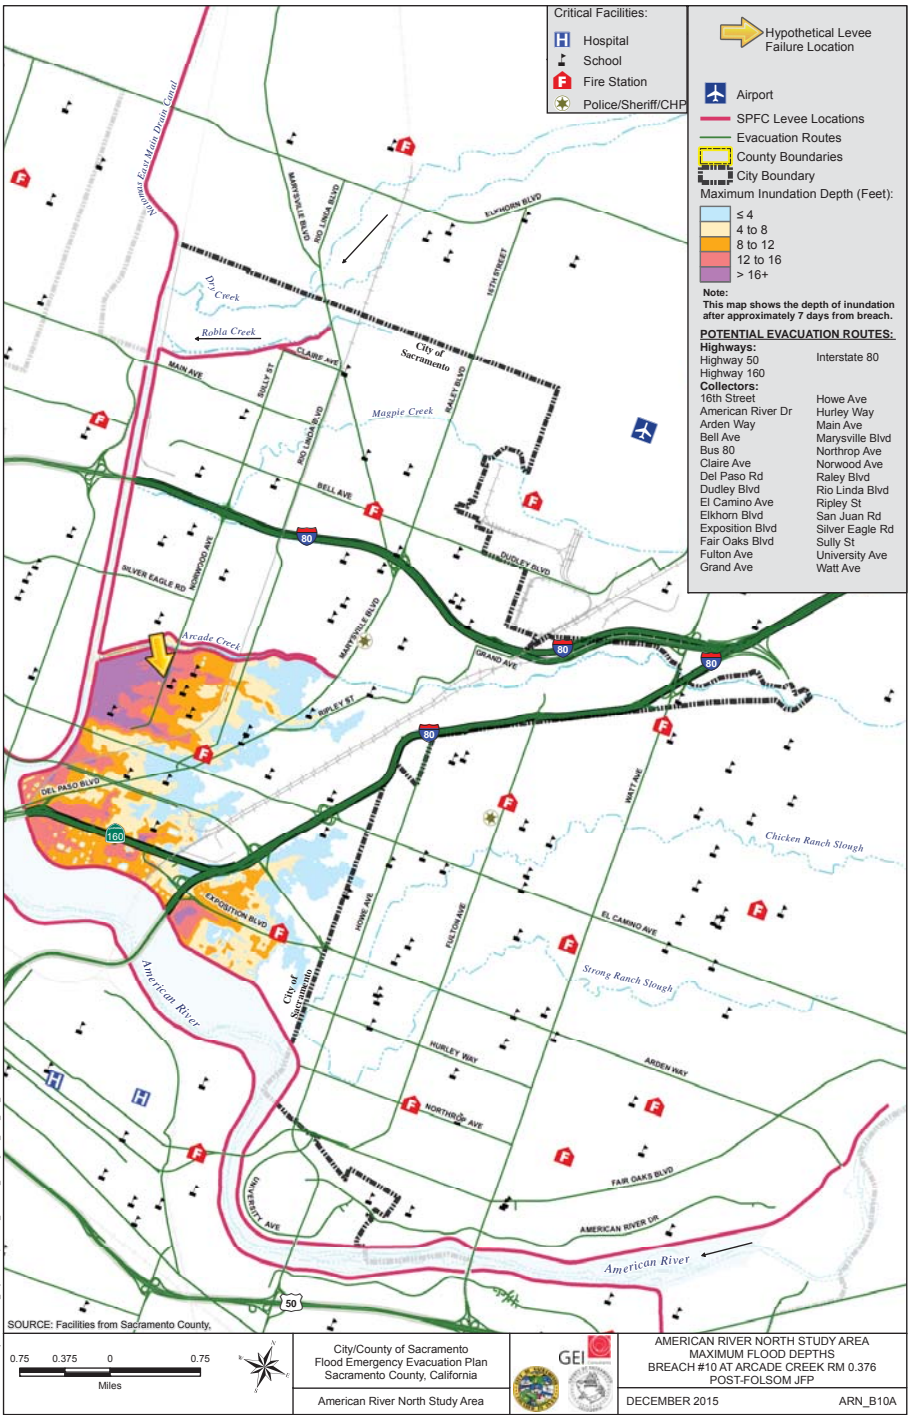 Critical Facilities:
Hospital
School
Fire Station
Police/Sheriff/CHP
Hypothetical Levee
Failure Location
Airport
SPFC Levee Locations
Evacuation Routes
County Boundaries
City Boundary
Maximum Inundation Depth (Feet):
≤ 4
4 to 8
8 to 12
12 to 16
> 16+
Note:
This map shows the depth of inundation
after approximately 7 days from breach.
POTENTIAL EVACUATION ROUTES:
Highways:
Highway 50
Highway 160
Interstate 80
Collectors:
16th Street
American River Dr
Arden Way
Bell Ave
Bus 80
Claire Ave
Del Paso Rd
Dudley Blvd
El Camino Ave
Elkhorn Blvd
Exposition Blvd
Fair Oaks Blvd
Fulton Ave
Grand Ave
Howe Ave
Hurley Way
Main Ave
Marysville Blvd
Northrop Ave
Norwood Ave
Raley Blvd
Rio Linda Blvd
Ripley St
San Juan Rd
Silver Eagle Rd
Sully St
University Ave
Watt Ave
Natomas East Main Drain Canal
MARYSVILLE BLVD
RIO LINDA BLVD
ELKHORN BLVD
16TH STREET
Dry Creek
Robla Creek
City of
Sacramento
CLAIRE AVE
MAIN AVE
SULLY ST
RALEY BLVD
RIO LINDA BLVD
Magpie Creek
BELL AVE
80
NORWOOD AVE
SILVER EAGLE RD
DUDLEY BLVD
MARYSVILLE BLVD
Arcade Creek
GRAND AVE
80
80
RIPLEY ST
80
DEL PASO BLVD
WATT AVE
160
Chicken Ranch Slough
EXPOSITION BLVD
HOWE AVE
FULTON AVE
EL CAMINO AVE
American River
City of
Sacramento
Strong Ranch Slough
HURLEY WAY
ARDEN WAY
NORTHROP AVE
FAIR OAKS BLVD
UNIVERSITY AVE
AMERICAN RIVER DR
American River
50
SOURCE: Facilities from Sacramento County,
0.75 0.375 0 0.75
Miles
N
E
S
W
City/County of Sacramento
Flood Emergency Evacuation Plan
Sacramento County, California
American River North Study Area
GEI
Consultants
AMERICAN RIVER NORTH STUDY AREA
MAXIMUM FLOOD DEPTHS
BREACH #10 AT ARCADE CREEK RM 0.376
POST-FOLSOM JFP
DECEMBER 2015 ARN_B10A